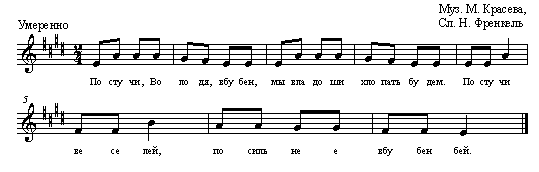 Муз. М. Красева,
Умеренно
Сл. Н. Френкель
По сту чи, Во ло дя, вбу бен, мы вла до ши хло пать бу дем. По сту чи
5
ве се лей, по силь не е вбу бен бей.